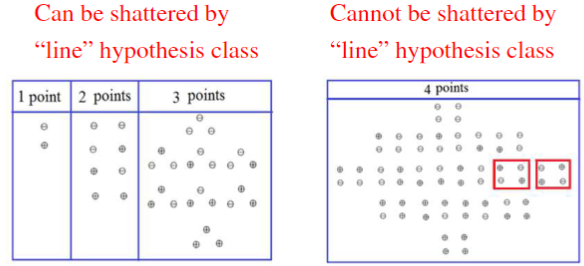 Can be shattered by
“line” hypothesis class
Cannot be shattered by
“line” hypothesis class
1 point
2 points
3 points
4 points